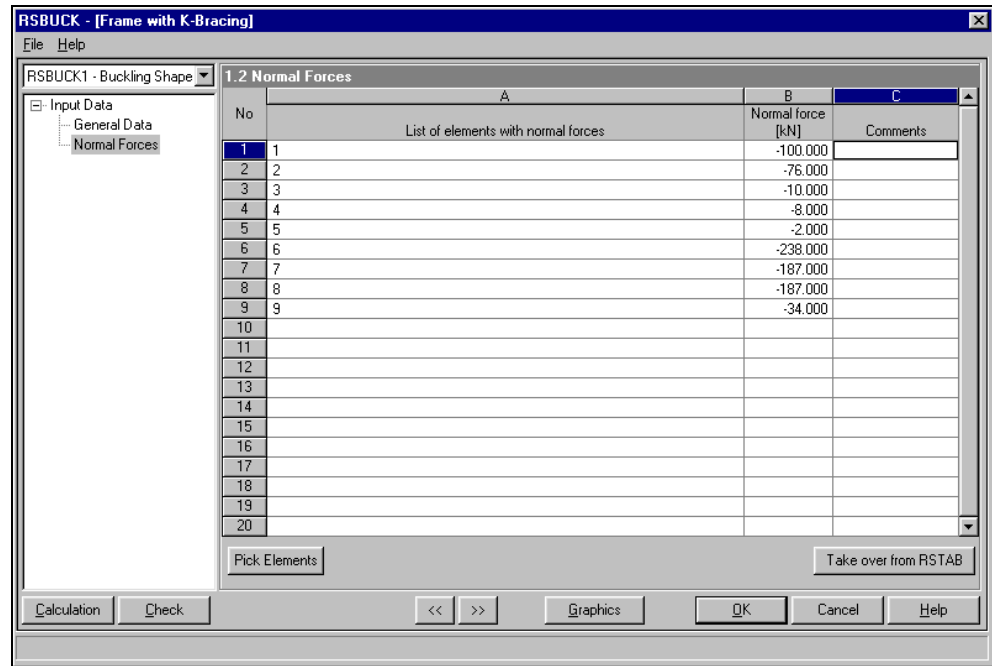 RSBUCK - [Frame with K-Bracing]
File Help
RSBUCK1 - Buckling Shape
Input Data
General Data
Normal Forces
1.2 Normal Forces
A B C
No List of elements with normal forces Normal force [kN] Comments
1 1 -100.000
2 2 -76.000
3 3 -10.000
4 4 -8.000
5 5 -2.000
6 6 -238.000
7 7 -187.000
8 8 -187.000
9 9 -34.000
10
11
12
13
14
15
16
17
18
19
20
Pick Elements Take over from RSTAB
Calculation Check << >> Graphics OK Cancel Help